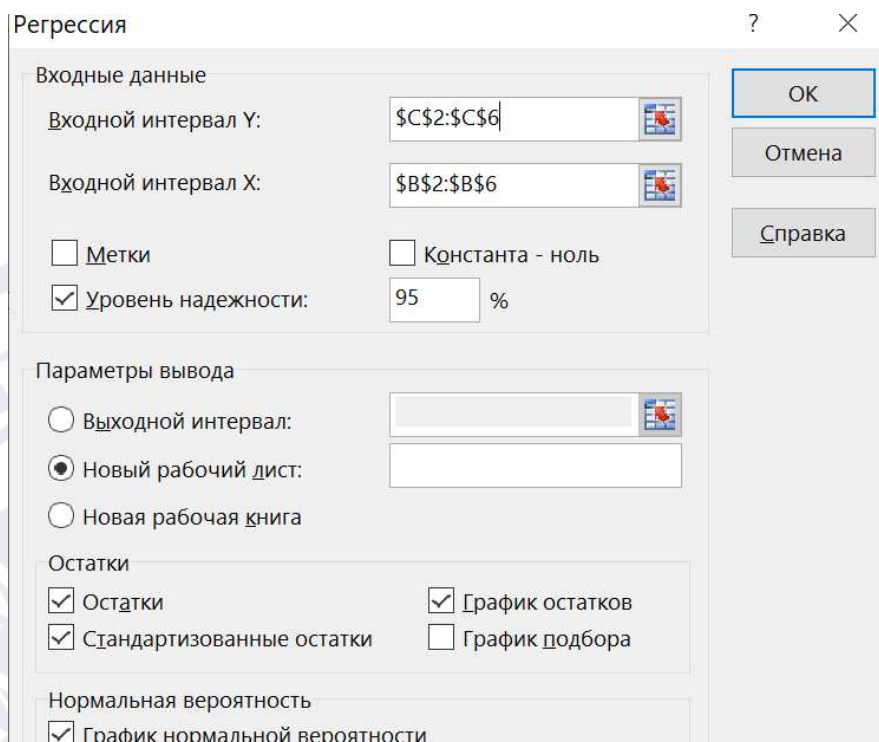 Регрессия ?
Входные данные
Входной интервал Y: $C$2:$C$6
Входной интервал X: $B$2:$B$6
Метки Константа - ноль
Уровень надежности: 95 %
ОК
Отмена
Справка
Параметры вывода
Выходной интервал:
Новый рабочий лист:
Новая рабочая книга
Остатки
Остатки График остатков
Стандартизованные остатки График подбора
Нормальная вероятность
График нормальной вероятности